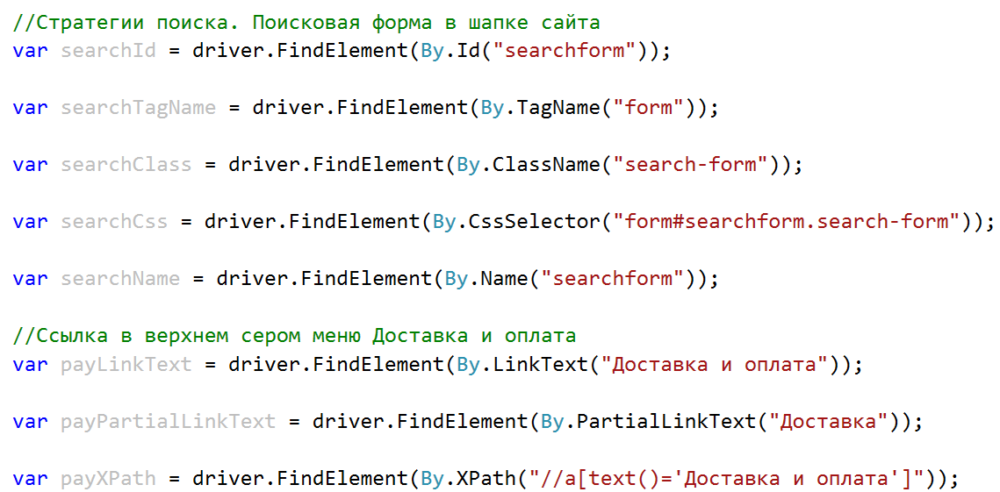 //Стратегии поиска. Поисковая форма в шапке сайта
var searchId = driver.FindElement(By.Id("searchform"));
var searchTagName = driver.FindElement(By.TagName("form"));
var searchClass = driver.FindElement(By.ClassName("search-form"));
var searchCss = driver.FindElement(By.CssSelector("form#searchform.search-form"));
var searchName = driver.FindElement(By.Name("searchform"));
//Ссылка в верхнем сером меню Доставка и оплата
var payLinkText = driver.FindElement(By.LinkText("Доставка и оплата"));
var payPartialLinkText = driver.FindElement(By.PartialLinkText("Доставка"));
var payXPath = driver.FindElement(By.XPath("//a[text()='Доставка и оплата']"));